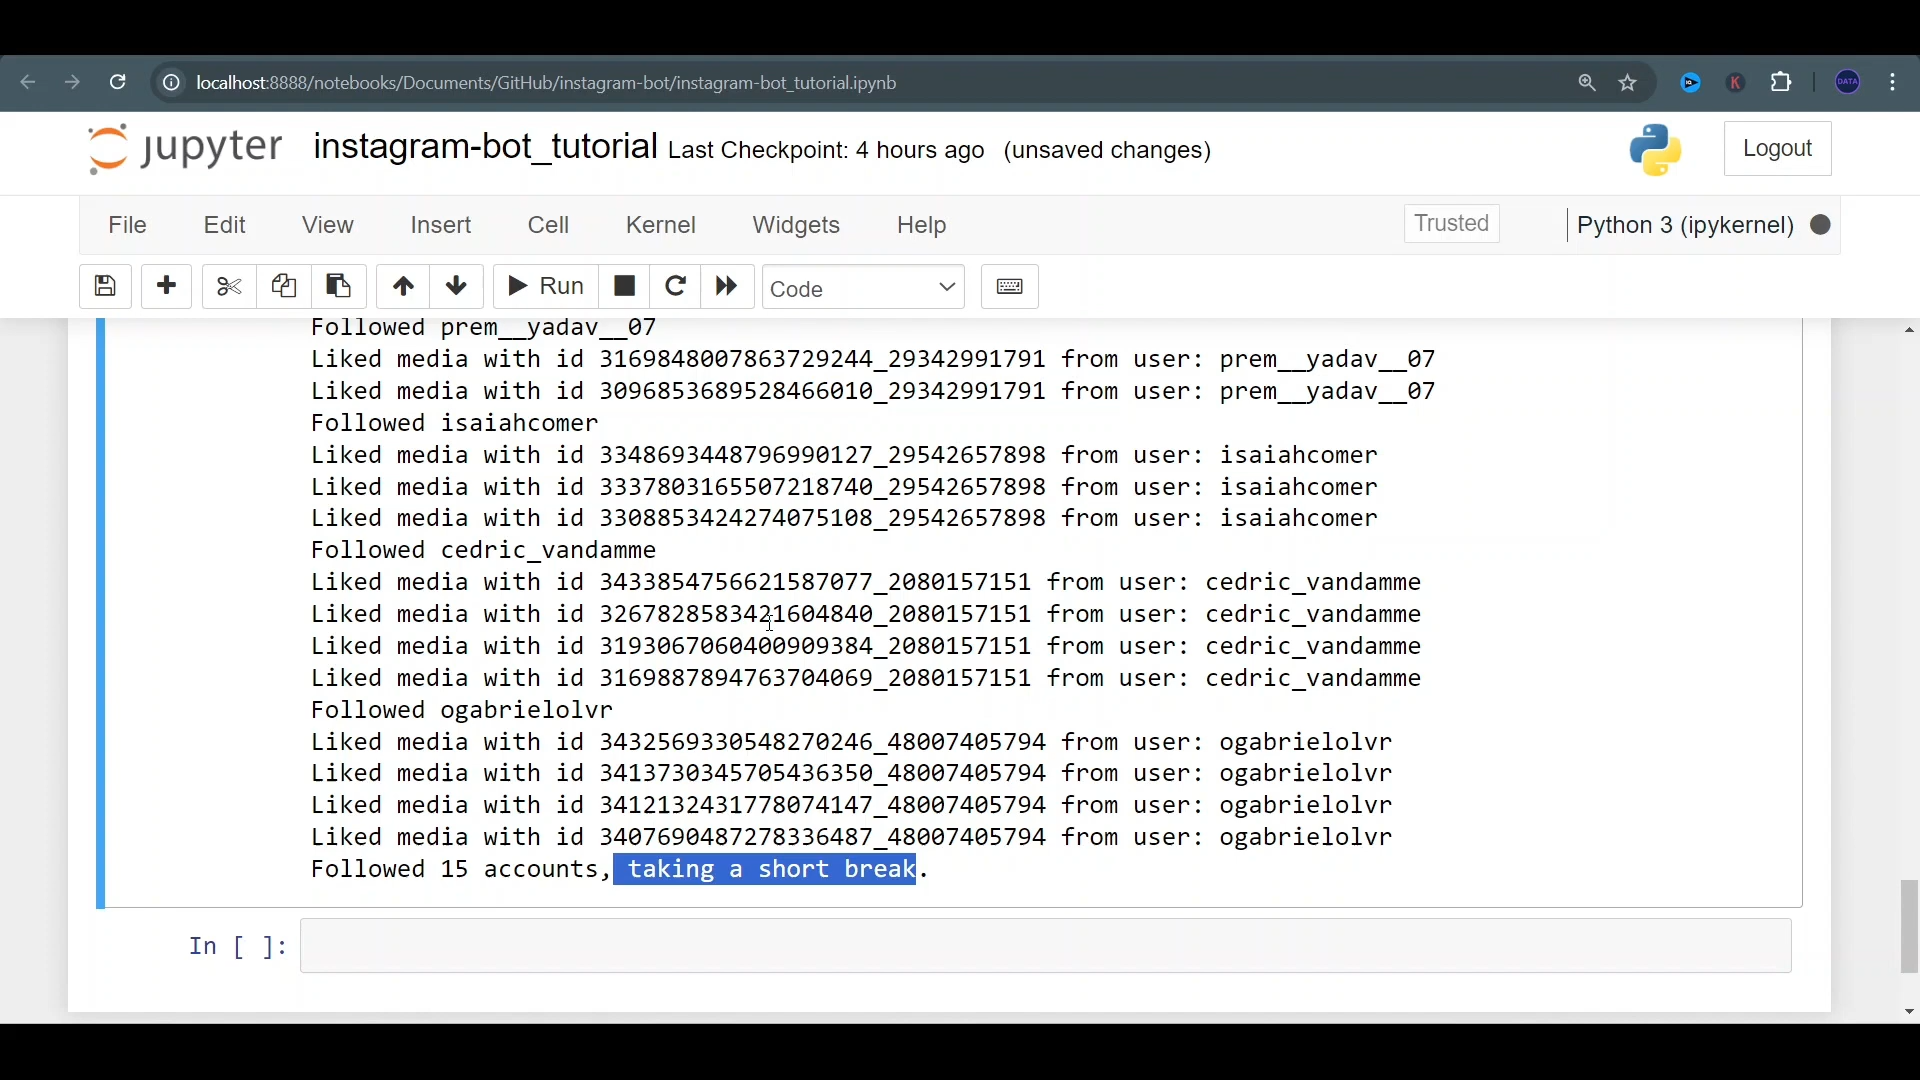 localhost:8888/notebooks/Documents/GitHub/instagram-bot/instagram-bot_tutorial.ipynb
K
DATA
jupyter instagram-bot_tutorial Last Checkpoint: 4 hours ago (unsaved changes)
Logout
File Edit View Insert Cell Kernel Widgets Help
Trusted
Python 3 (ipykernel)
Run
Code
Followed prem__yadav__07
Liked media with id 3169848007863729244_29342991791 from user: prem__yadav__07
Liked media with id 3096853689528466010_29342991791 from user: prem__yadav__07
Followed isaiahcomer
Liked media with id 3348693448796990127_29542657898 from user: isaiahcomer
Liked media with id 3337803165507218740_29542657898 from user: isaiahcomer
Liked media with id 3308853424274075108_29542657898 from user: isaiahcomer
Followed cedric_vandamme
Liked media with id 3433854756621587077_2080157151 from user: cedric_vandamme
Liked media with id 3267828583421604840_2080157151 from user: cedric_vandamme
Liked media with id 3193067060400909384_2080157151 from user: cedric_vandamme
Liked media with id 3169887894763704069_2080157151 from user: cedric_vandamme
Followed ogabrielolvr
Liked media with id 3432569330548270246_48007405794 from user: ogabrielolvr
Liked media with id 3413730345705436350_48007405794 from user: ogabrielolvr
Liked media with id 3412132431778074147_48007405794 from user: ogabrielolvr
Liked media with id 3407690487278336487_48007405794 from user: ogabrielolvr
Followed 15 accounts, taking a short break.
In [ ]: